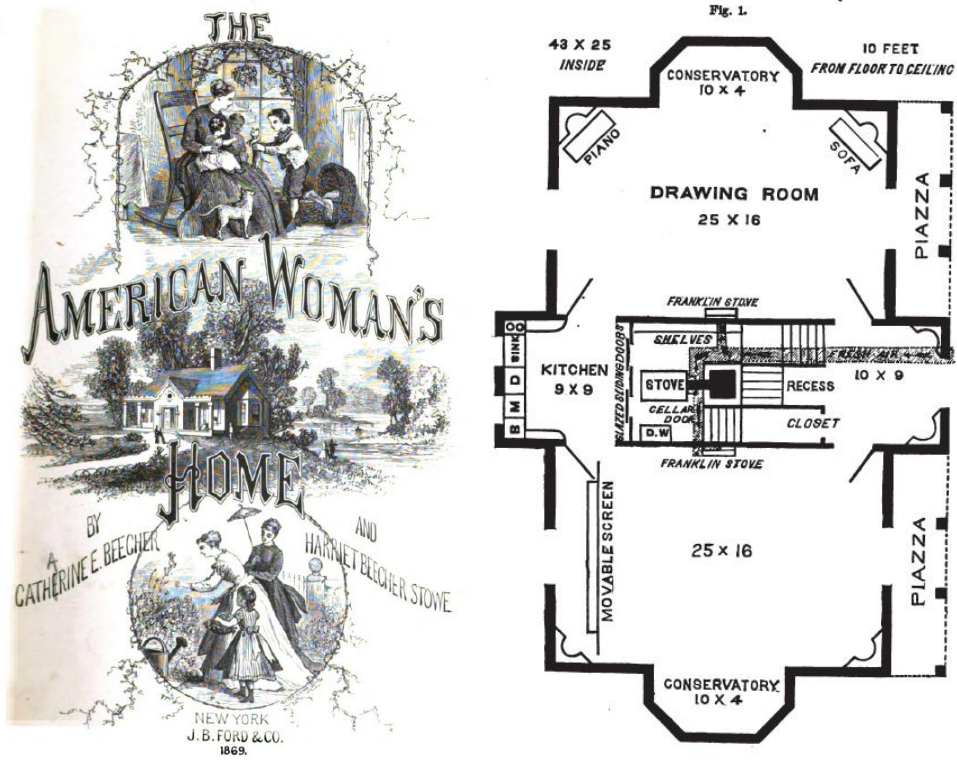 THE
AMERICAN WOMAN'S
HOME
BY
CATHERINE E. BEECHER
AND
HARRIET BEECHER STOWE
NEW YORK
J. B. FORD & CO.
1869.
Fig. 1.
43 X 25
INSIDE
10 FEET
FROM FLOOR TO CEILING
CONSERVATORY
10 X 4
PIANO
SOFA
DRAWING ROOM
25 X 16
PIAZZA
FRANKLIN STOVE
SHELVES
FRESH AIR
SINK
D
M
B
KITCHEN
9 X 9
GLAZED SLIDING DOORS
STOVE
CELLAR
DOOR
D.W
RECESS
10 X 9
CLOSET
FRANKLIN STOVE
MOVABLE SCREEN
25 X 16
PIAZZA
CONSERVATORY
10 X 4